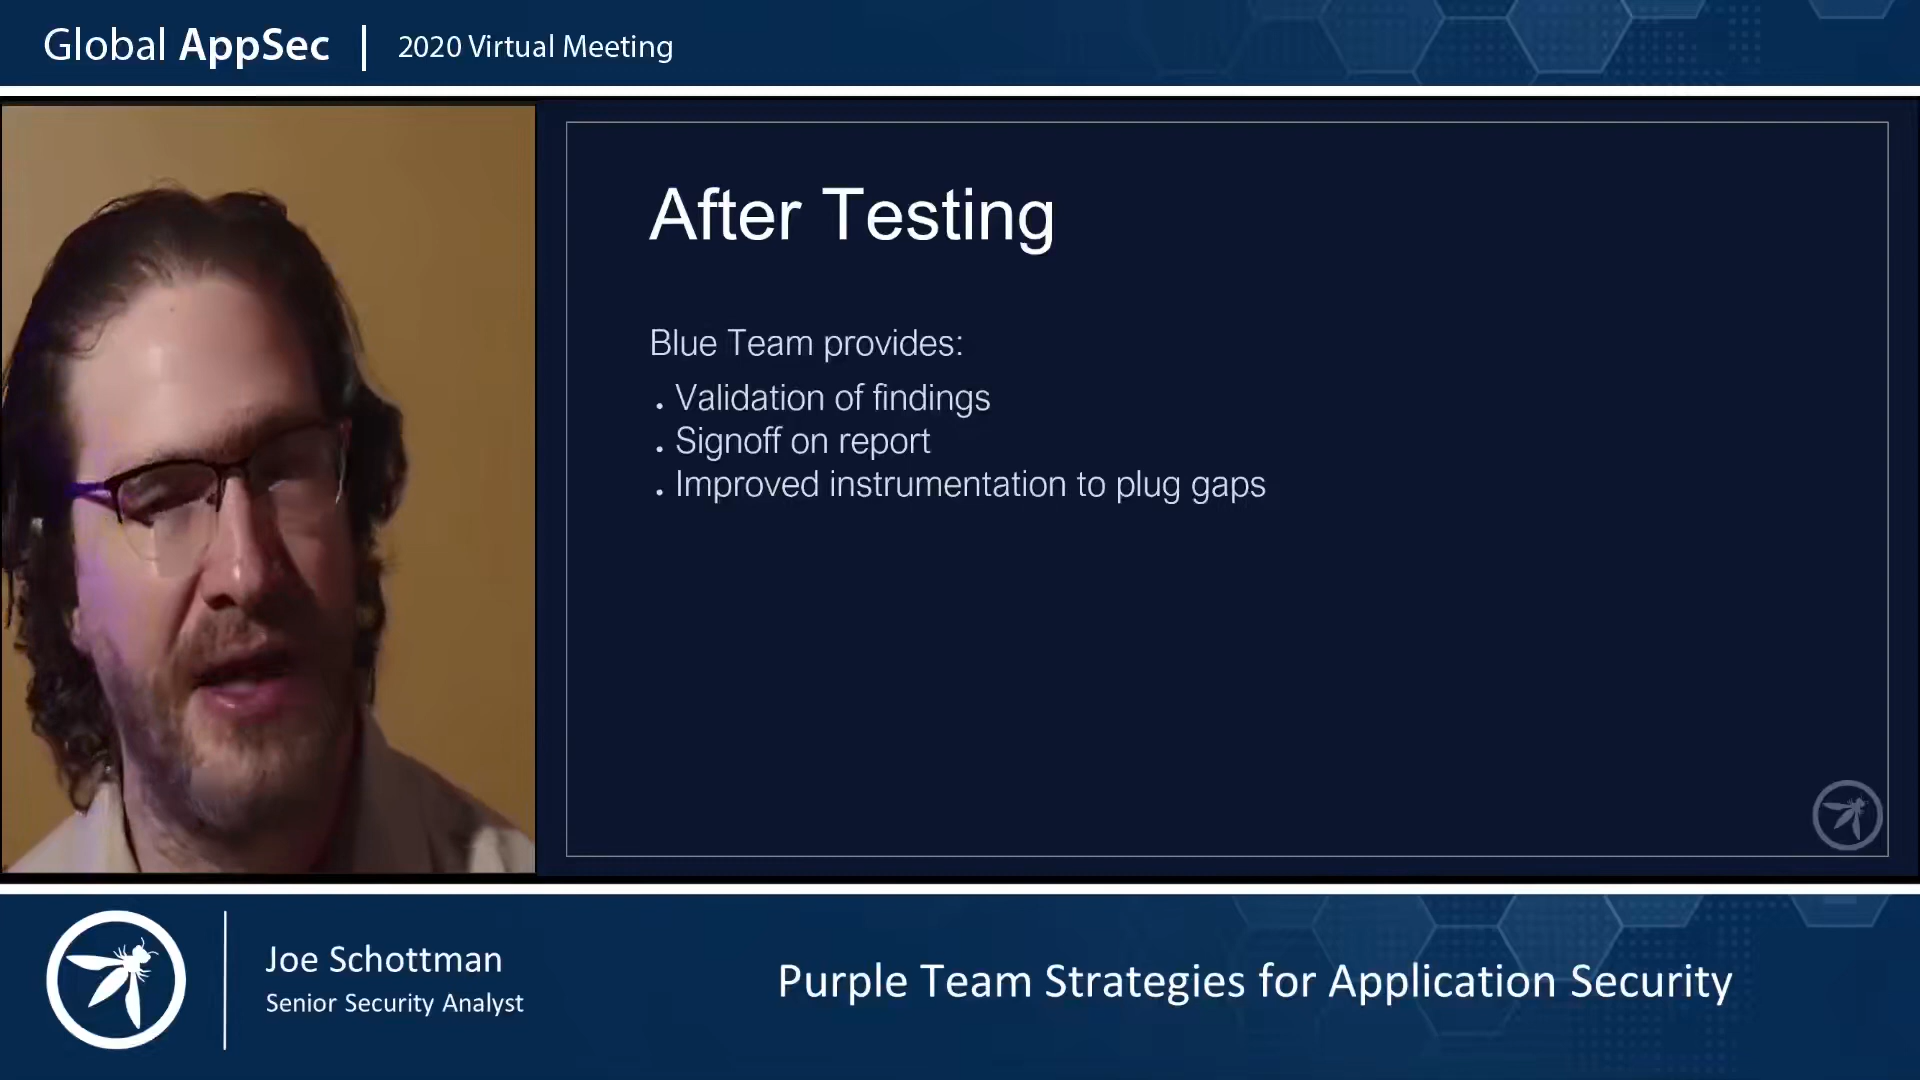 Global AppSec | 2020 Virtual Meeting
After Testing
Blue Team provides:
. Validation of findings
. Signoff on report
. Improved instrumentation to plug gaps
Joe Schottman
Senior Security Analyst
Purple Team Strategies for Application Security